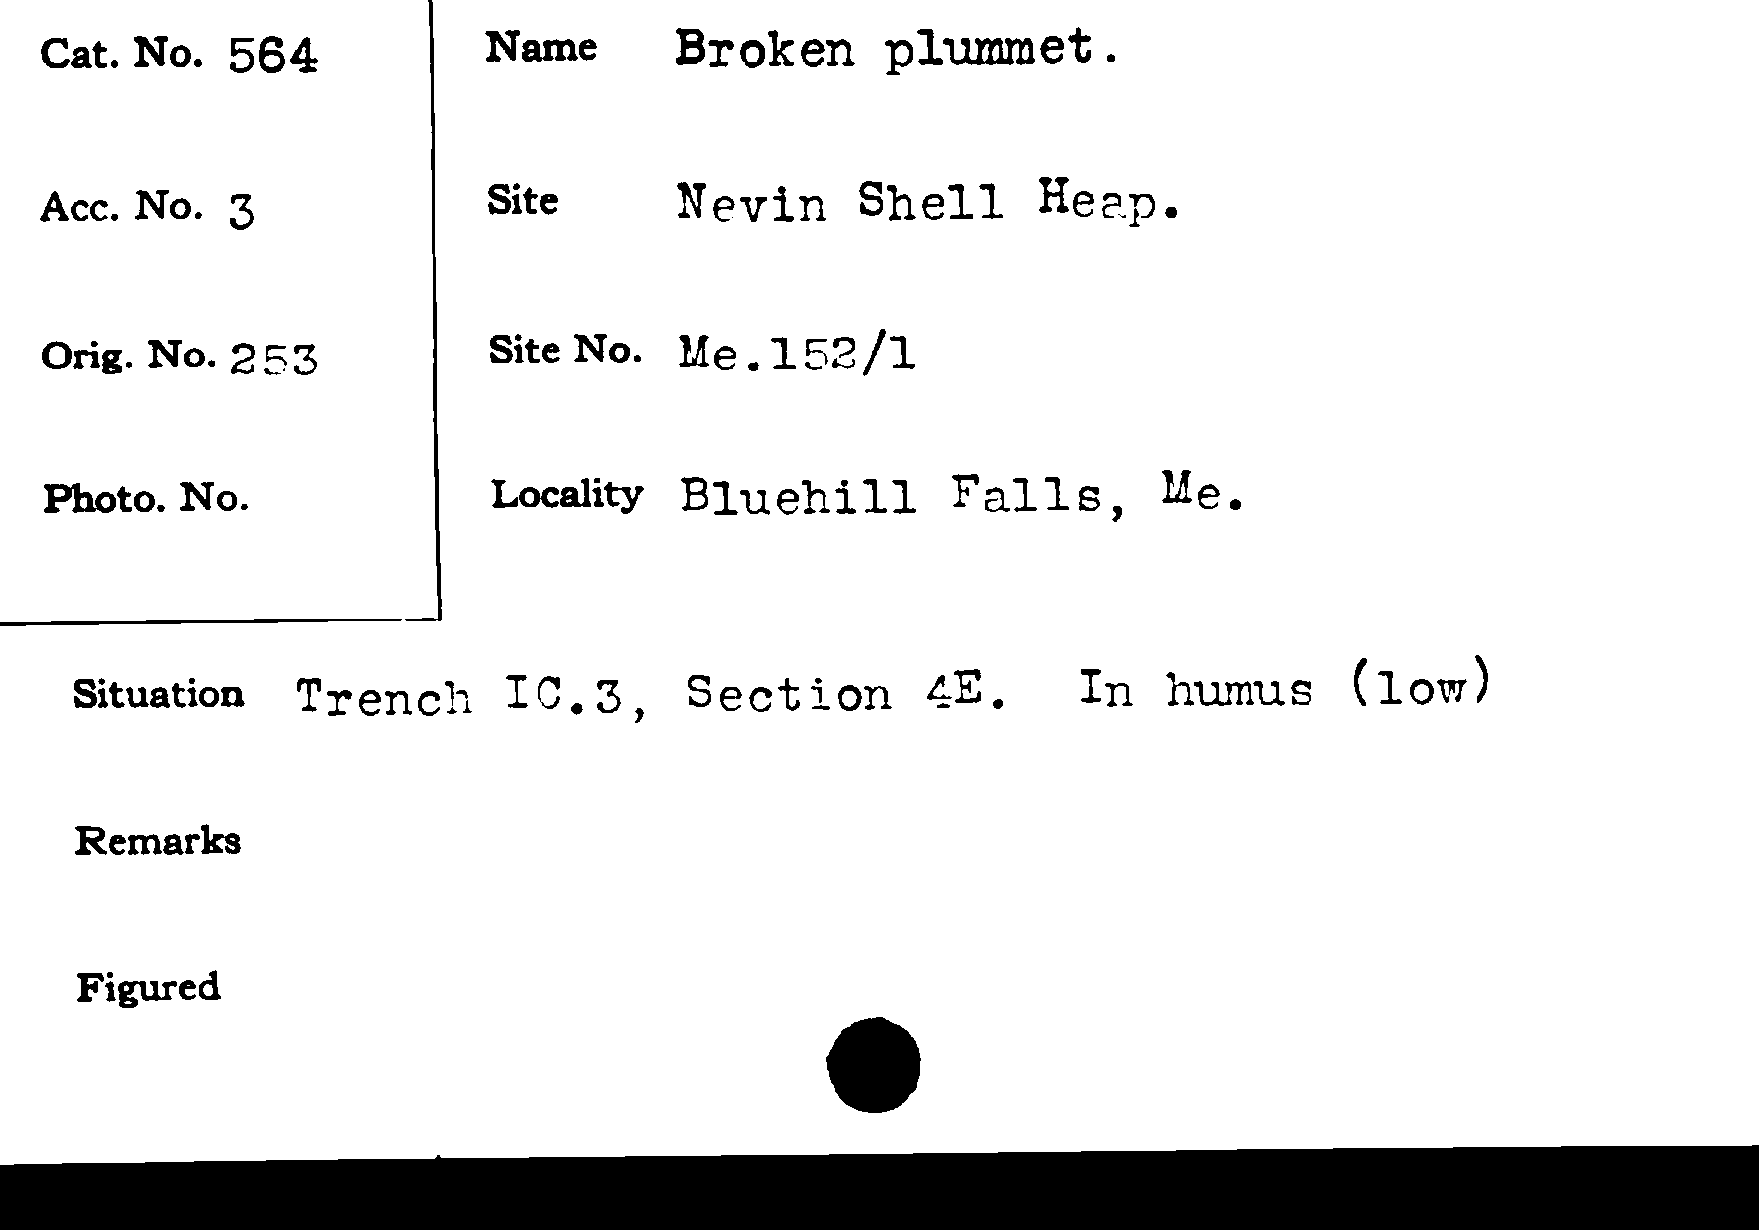 Cat. No. 564
Name Broken plummet.
Acc. No. 3
Site Nevin Shell Heap.
Orig. No. 253
Site No. Me.152/1
Photo. No.
Locality Bluehill Falls, Me.
Situation Trench IC.3, Section 4E. In humus (low)
Remarks
Figured